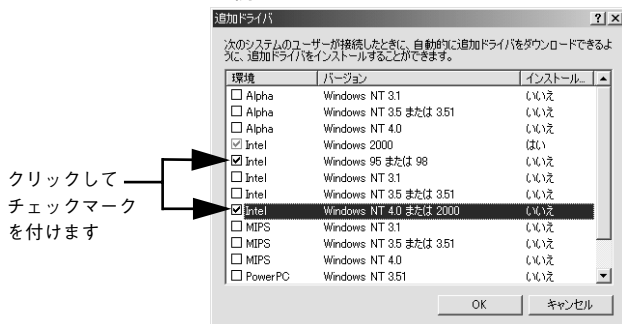 追加ドライバ
次のシステムのユーザーが接続したときに、自動的に追加ドライバをダウンロードできるよ
うに、追加ドライバをインストールすることができます。
環境 バージョン インストール...
Alpha Windows NT 3.1 いいえ
Alpha Windows NT 3.5 または 3.51 いいえ
Alpha Windows NT 4.0 いいえ
Intel Windows 2000 はい
Intel Windows 95 または 98 いいえ
Intel Windows NT 3.1 いいえ
Intel Windows NT 3.5 または 3.51 いいえ
Intel Windows NT 4.0 または 2000 いいえ
MIPS Windows NT 3.1 いいえ
MIPS Windows NT 3.5 または 3.51 いいえ
MIPS Windows NT 4.0 いいえ
PowerPC Windows NT 3.51 いいえ
OK キャンセル
クリックして
チェックマーク
を付けます